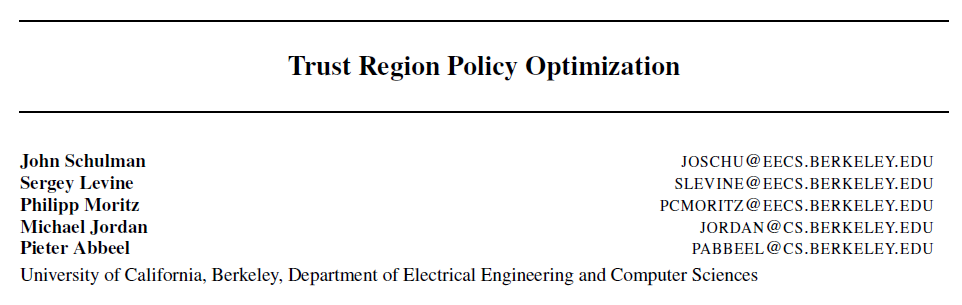 Trust Region Policy Optimization
John Schulman JOSCHU@EECS.BERKELEY.EDU
Sergey Levine SLEVINE@EECS.BERKELEY.EDU
Philipp Moritz PCMORITZ@EECS.BERKELEY.EDU
Michael Jordan JORDAN@CS.BERKELEY.EDU
Pieter Abbeel PABBEEL@CS.BERKELEY.EDU
University of California, Berkeley, Department of Electrical Engineering and Computer Sciences